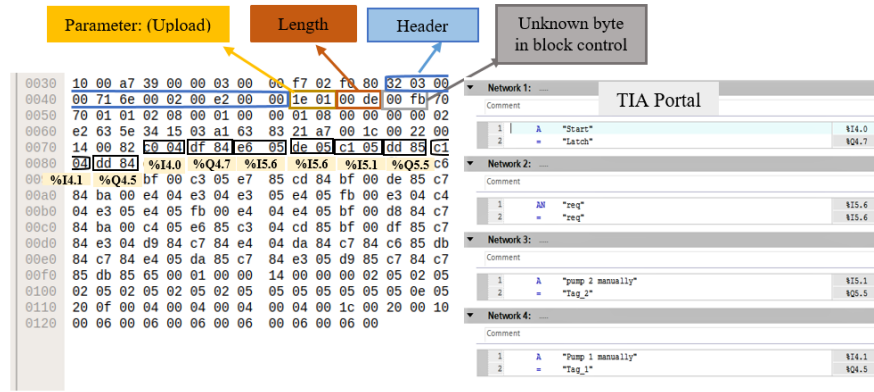 Parameter: (Upload)
Length
Header
Unknown byte
in block control
0030 10 00 a7 39 00 00 03 00 00 f7 02 f0 80 32 03 00
0040 00 71 6e 00 02 00 e2 00 00 1e 01 00 de 00 fb 70
0050 70 01 01 02 08 00 01 00 00 01 08 00 00 00 00 02
0060 e2 63 5e 34 15 03 a1 63 83 21 a7 00 1c 00 22 00
0070 14 00 82 c0 04 df 84 e6 05 de 05 c1 05 dd 85 c1
0080 04 dd 84 %I4.0 %Q4.7 %I5.6 %I5.6 %I5.1 %Q5.5 c6
%I4.1 %Q4.5 bf 00 c3 05 e7 85 cd 84 bf 00 de 85 c7
00a0 84 ba 00 e4 04 e3 04 e3 05 e4 05 fb 00 e3 04 c4
00b0 04 e3 05 e4 05 fb 00 e4 04 e4 05 bf 00 d8 84 c7
00c0 84 ba 00 c4 05 e6 85 c3 04 cd 85 bf 00 df 85 c7
00d0 84 e3 04 d9 84 c7 84 e4 04 da 84 c7 84 c6 85 db
00e0 84 c7 84 e4 05 da 85 c7 84 e3 05 d9 85 c7 84 c7
00f0 85 db 85 65 00 01 00 00 14 00 00 00 02 05 02 05
0100 02 05 02 05 02 05 02 05 05 05 05 05 05 05 0e 05
0110 20 0f 00 04 00 04 00 04 00 04 00 1c 00 20 00 10
0120 00 06 00 06 00 06 00 06 00 06 00 06 00
TIA Portal
Network 1: ....
Comment
1 A "Start" %I4.0
2 = "Latch" %Q4.7
Network 2: ....
Comment
1 AN "req" %I5.6
2 = "req" %I5.6
Network 3: ....
Comment
1 A "pump 2 manually" %I5.1
2 = "Tag_2" %Q5.5
Network 4: ....
Comment
1 A "Pump 1 manually" %I4.1
2 = "Tag_1" %Q4.5